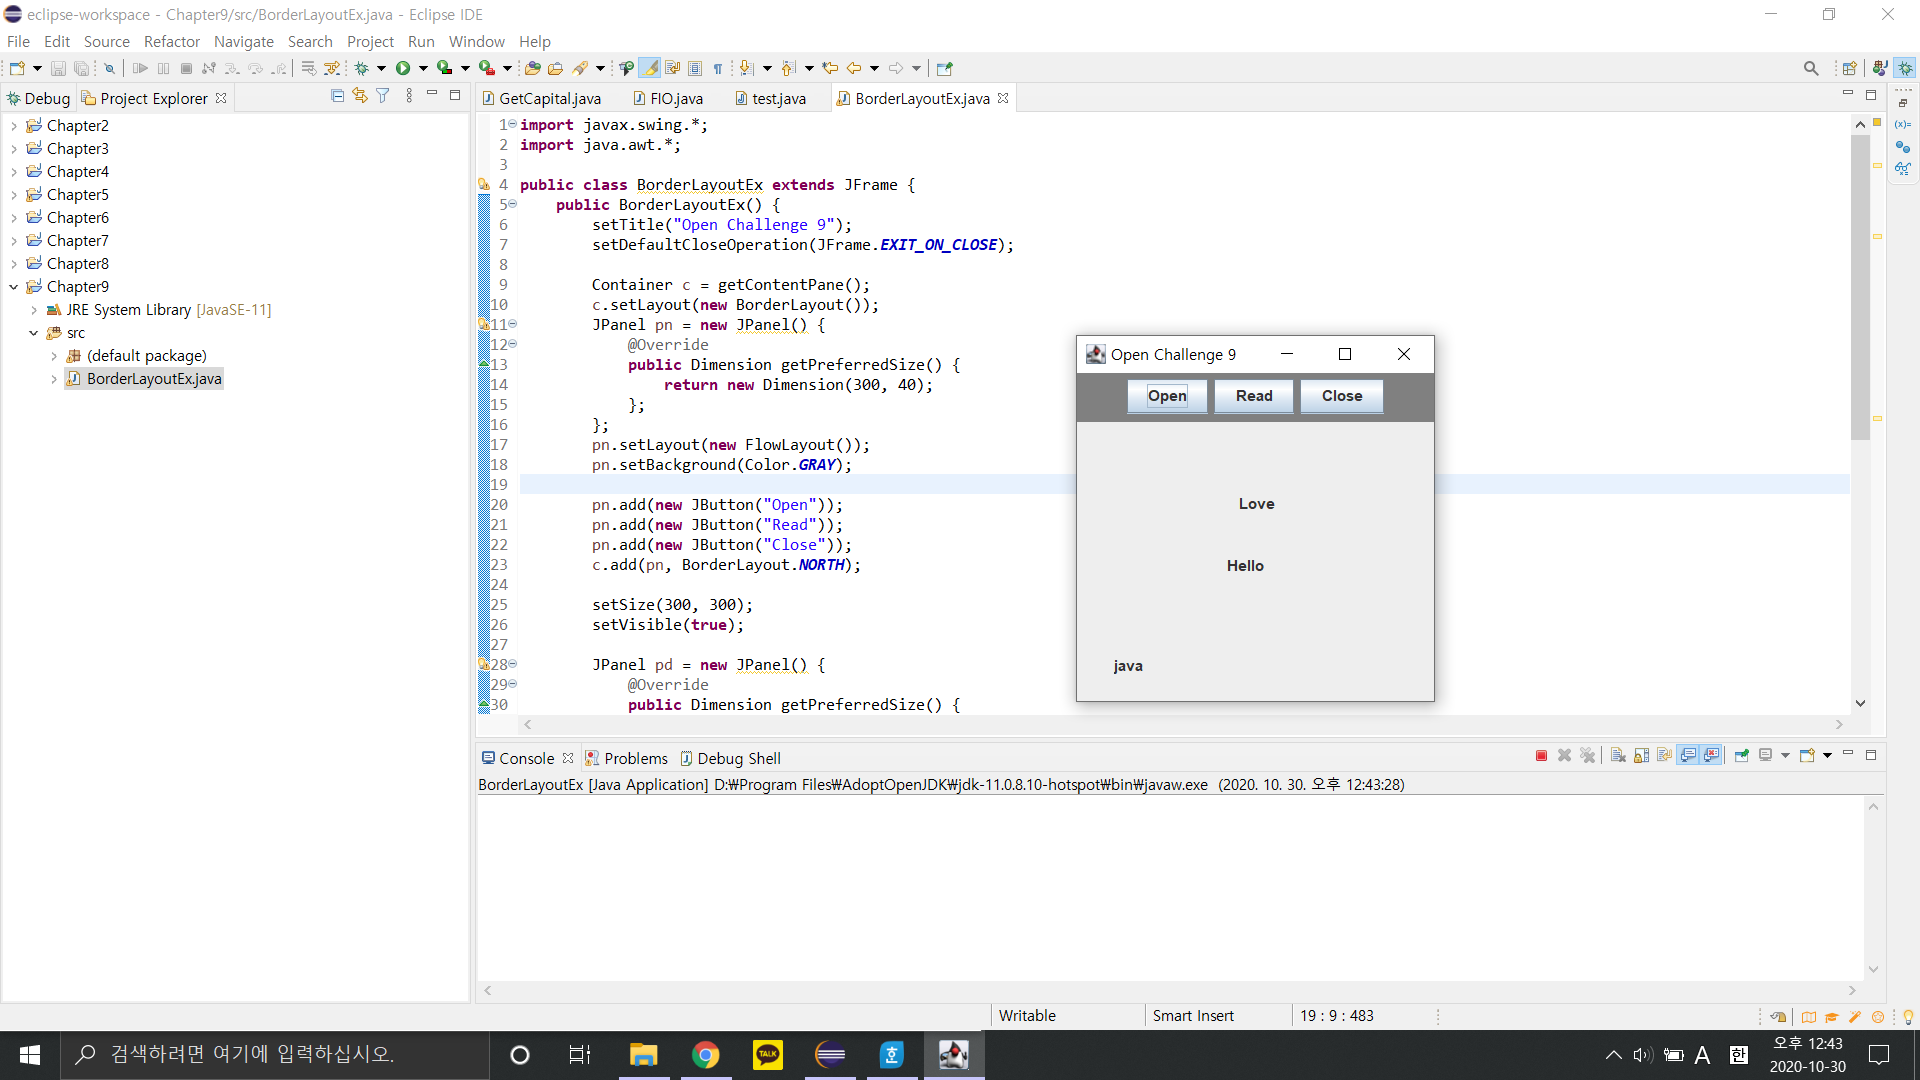 eclipse-workspace - Chapter9/src/BorderLayoutEx.java - Eclipse IDE
File Edit Source Refactor Navigate Search Project Run Window Help
Debug Project Explorer
Chapter2
Chapter3
Chapter4
Chapter5
Chapter6
Chapter7
Chapter8
Chapter9
JRE System Library [JavaSE-11]
src
(default package)
BorderLayoutEx.java
GetCapital.java FIO.java test.java BorderLayoutEx.java
1 import javax.swing.*;
2 import java.awt.*;
3
4 public class BorderLayoutEx extends JFrame {
5 public BorderLayoutEx() {
6 setTitle("Open Challenge 9");
7 setDefaultCloseOperation(JFrame.EXIT_ON_CLOSE);
8
9 Container c = getContentPane();
10 c.setLayout(new BorderLayout());
11 JPanel pn = new JPanel() {
12 @Override
13 public Dimension getPreferredSize() {
14 return new Dimension(300, 40);
15 };
16 };
17 pn.setLayout(new FlowLayout());
18 pn.setBackground(Color.GRAY);
19
20 pn.add(new JButton("Open"));
21 pn.add(new JButton("Read"));
22 pn.add(new JButton("Close"));
23 c.add(pn, BorderLayout.NORTH);
24
25 setSize(300, 300);
26 setVisible(true);
27
28 JPanel pd = new JPanel() {
29 @Override
30 public Dimension getPreferredSize() {
Open Challenge 9
Open Read Close
Love
Hello
java
Console Problems Debug Shell
BorderLayoutEx [Java Application] D:₩Program Files₩AdoptOpenJDK₩jdk-11.0.8.10-hotspot₩bin₩javaw.exe (2020. 10. 30. 오후 12:43:28)
Writable Smart Insert 19 : 9 : 483
검색하려면 여기에 입력하십시오.
TALK
호
A 한
오후 12:43
2020-10-30